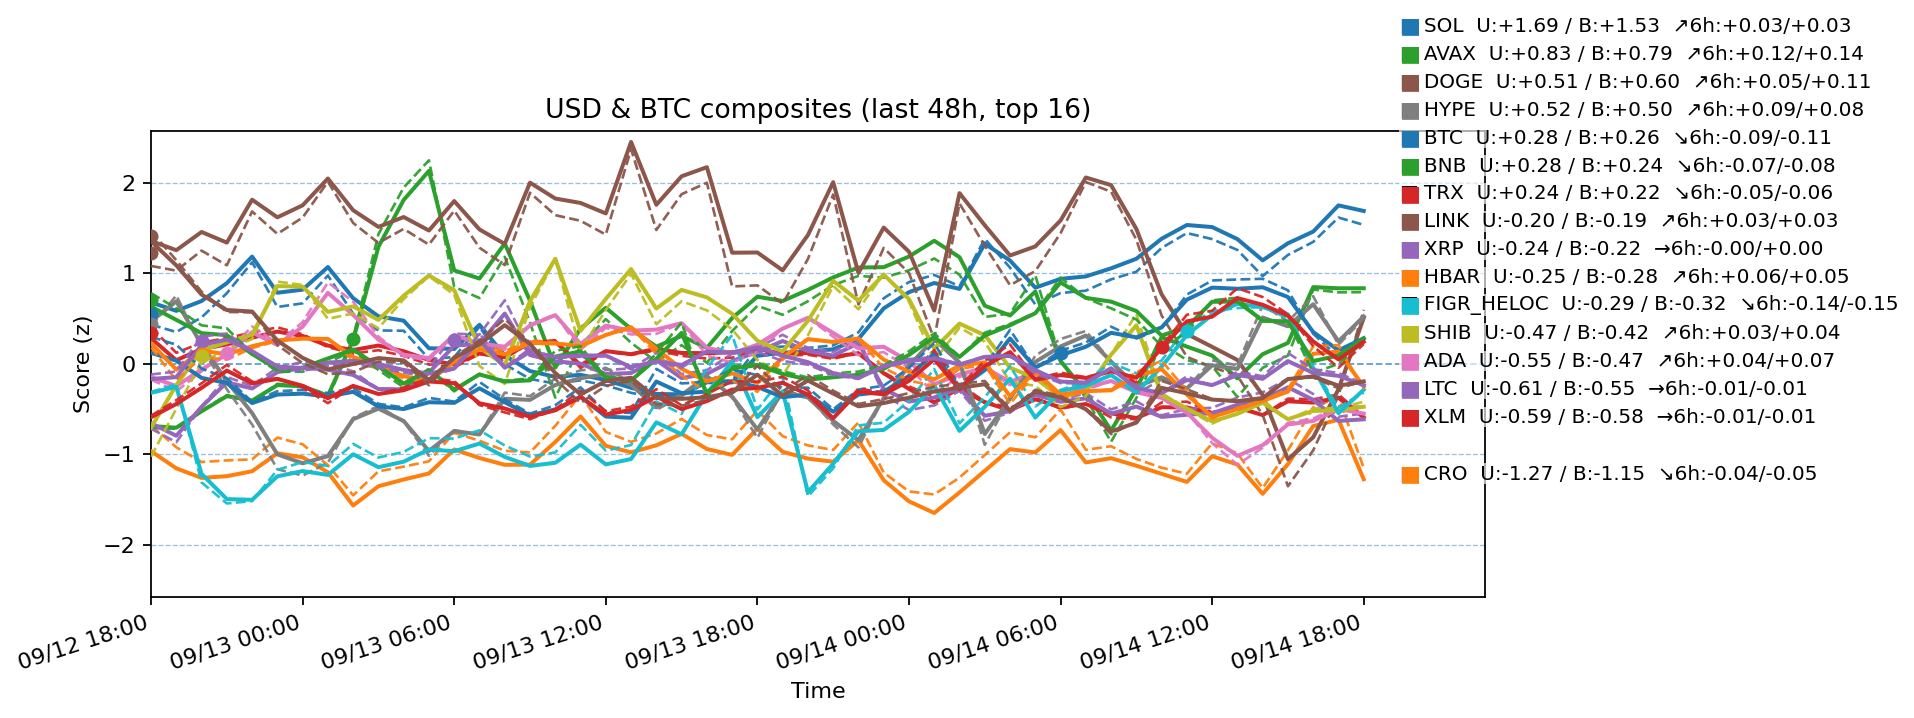 SOL U:+1.69 / B:+1.53 ↗6h:+0.03/+0.03
AVAX U:+0.83 / B:+0.79 ↗6h:+0.12/+0.14
DOGE U:+0.51 / B:+0.60 ↗6h:+0.05/+0.11
HYPE U:+0.52 / B:+0.50 ↗6h:+0.09/+0.08
BTC U:+0.28 / B:+0.26 ↘6h:-0.09/-0.11
BNB U:+0.28 / B:+0.24 ↘6h:-0.07/-0.08
TRX U:+0.24 / B:+0.22 ↘6h:-0.05/-0.06
LINK U:-0.20 / B:-0.19 ↗6h:+0.03/+0.03
XRP U:-0.24 / B:-0.22 →6h:-0.00/+0.00
HBAR U:-0.25 / B:-0.28 ↗6h:+0.06/+0.05
FIGR_HELOC U:-0.29 / B:-0.32 ↘6h:-0.14/-0.15
SHIB U:-0.47 / B:-0.42 ↗6h:+0.03/+0.04
ADA U:-0.55 / B:-0.47 ↗6h:+0.04/+0.07
LTC U:-0.61 / B:-0.55 →6h:-0.01/-0.01
XLM U:-0.59 / B:-0.58 →6h:-0.01/-0.01
CRO U:-1.27 / B:-1.15 ↘6h:-0.04/-0.05
USD & BTC composites (last 48h, top 16)
Score (z)
2
1
0
−1
−2
09/12 18:00
09/13 00:00
09/13 06:00
09/13 12:00
09/13 18:00
09/14 00:00
09/14 06:00
09/14 12:00
09/14 18:00
Time